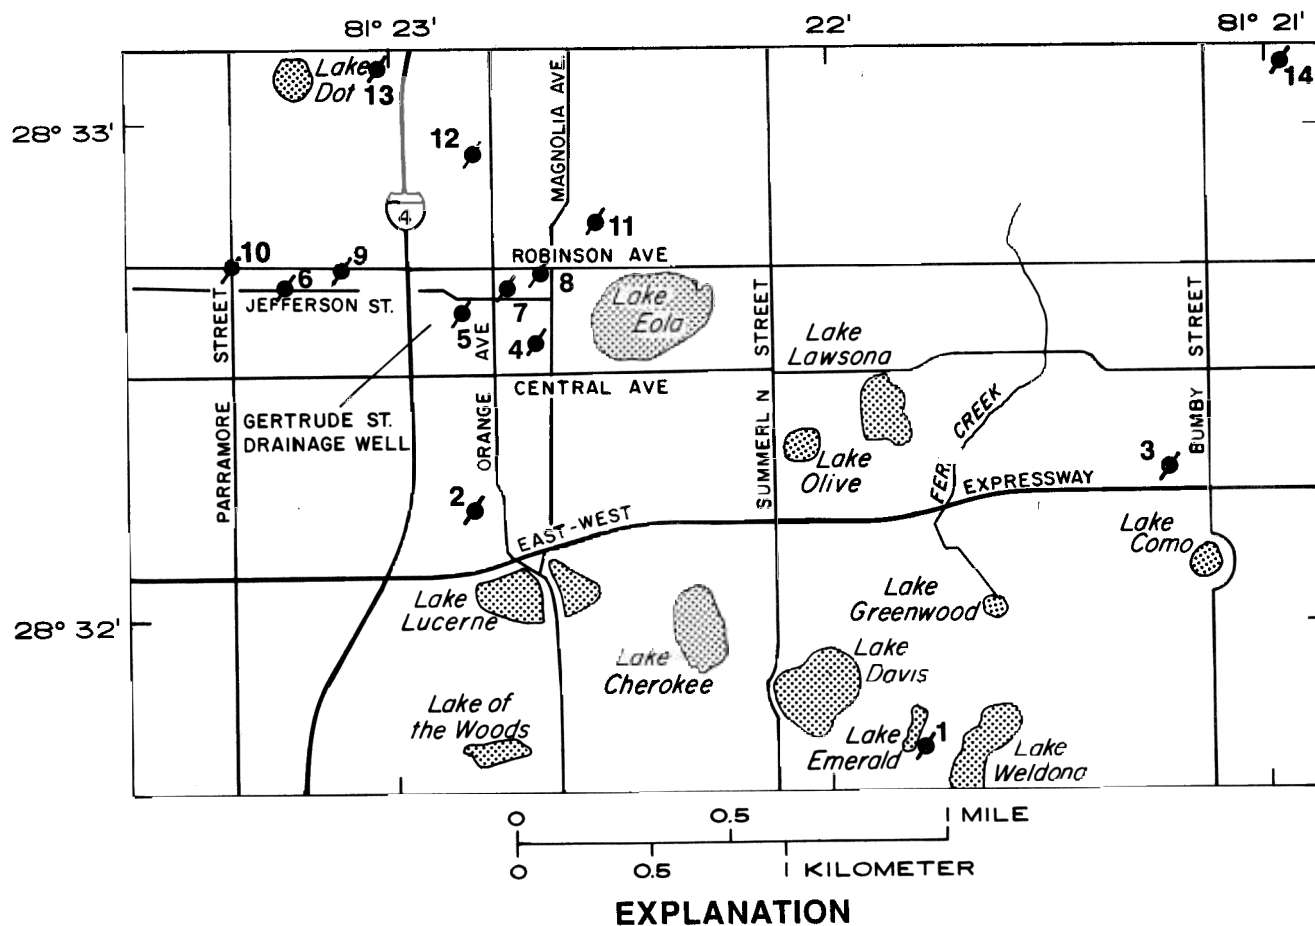 81° 23'
22'
81° 21'
Lake
Dot
13
14
28° 33'
12
MAGNOLIA AVE.
4
11
10
9
ROBINSON AVE
6
8
JEFFERSON ST.
7
Lake
Eola
5
4
STREET
AVE
STREET
STREET
Lake
Lawsona
CENTRAL AVE
GERTRUDE ST.
DRAINAGE WELL
PARRAMORE
ORANGE
SUMMERLN
CREEK
BUMBY
3
Lake
Olive
FER.
EXPRESSWAY
2
EAST-WEST
Lake
Como
Lake
Lucerne
Lake
Greenwood
28° 32'
Lake
Cherokee
Lake
Davis
Lake of
the Woods
Lake
Emerald
1
Lake
Weldona
0 0.5 1 MILE
0 0.5 1 KILOMETER
EXPLANATION